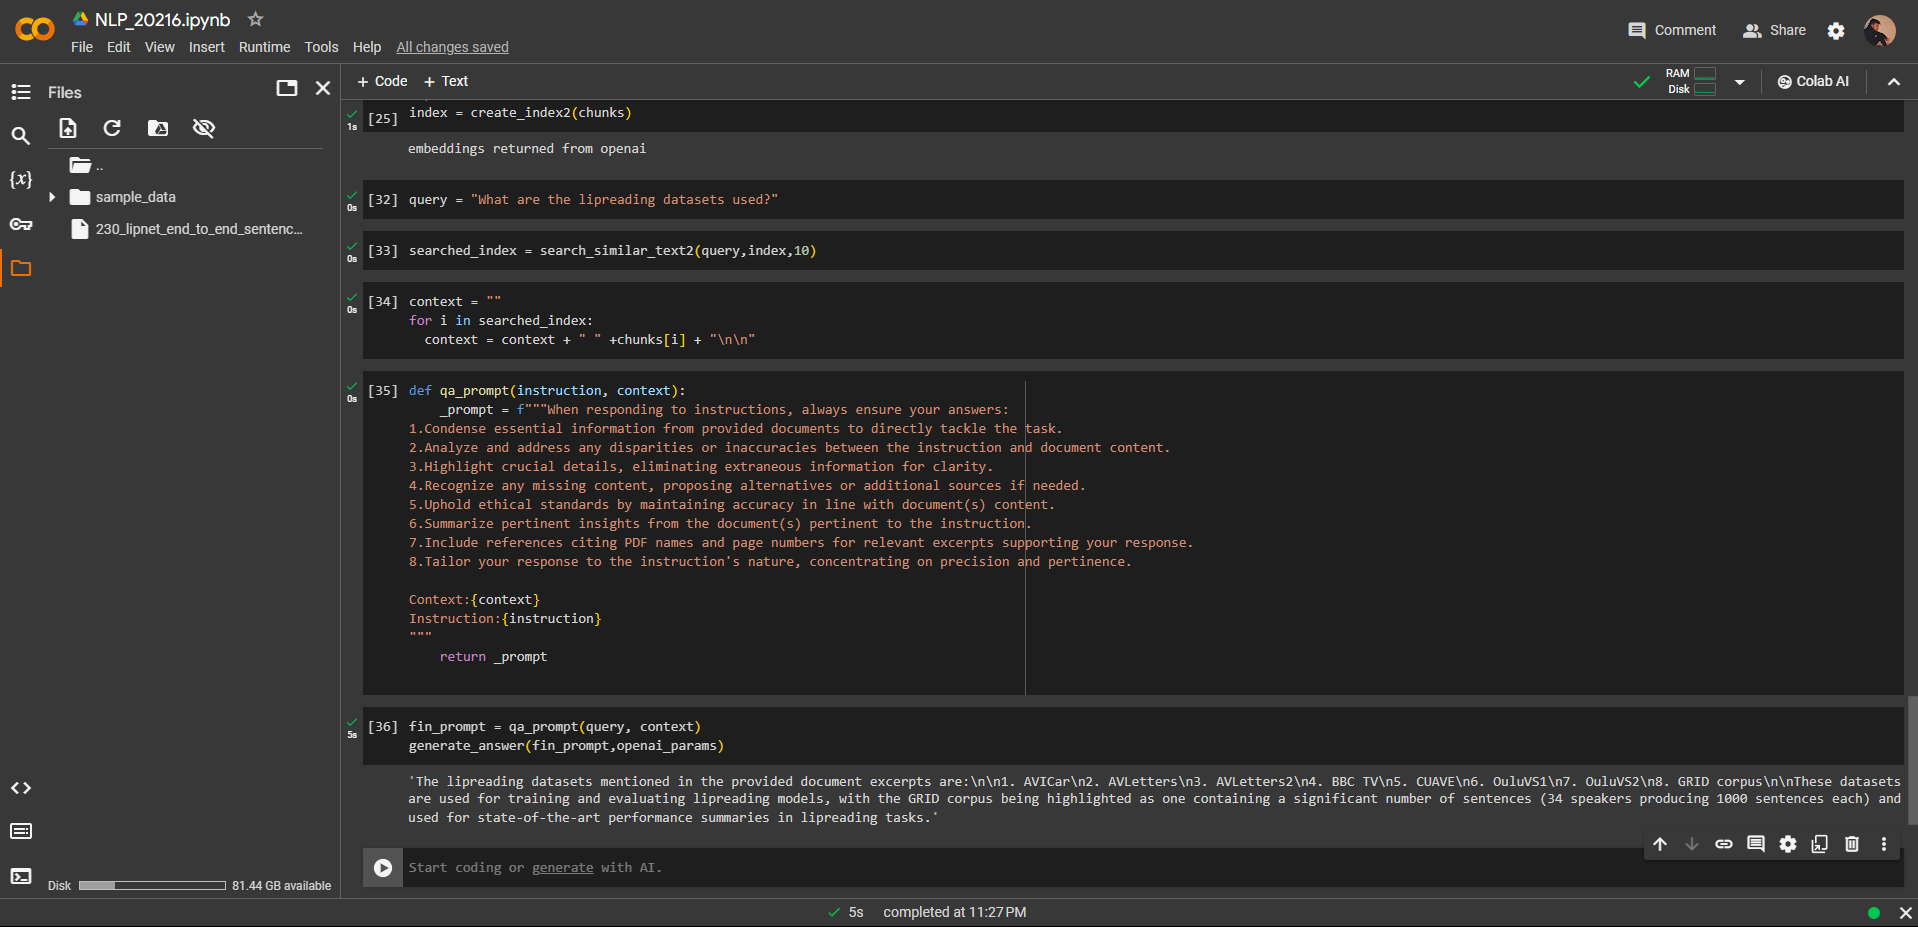 NLP_20216.ipynb
File Edit View Insert Runtime Tools Help All changes saved
Comment Share
Files
+ Code + Text
RAM
Disk
Colab AI
..
sample_data
230_lipnet_end_to_end_sentenc...
{x}
1s
[25] index = create_index2(chunks)
embeddings returned from openai
0s
[32] query = "What are the lipreading datasets used?"
0s
[33] searched_index = search_similar_text2(query,index,10)
0s
[34] context = ""
for i in searched_index:
context = context + " " +chunks[i] + "\n\n"
0s
[35] def qa_prompt(instruction, context):
_prompt = f"""When responding to instructions, always ensure your answers:
1.Condense essential information from provided documents to directly tackle the task.
2.Analyze and address any disparities or inaccuracies between the instruction and document content.
3.Highlight crucial details, eliminating extraneous information for clarity.
4.Recognize any missing content, proposing alternatives or additional sources if needed.
5.Uphold ethical standards by maintaining accuracy in line with document(s) content.
6.Summarize pertinent insights from the document(s) pertinent to the instruction.
7.Include references citing PDF names and page numbers for relevant excerpts supporting your response.
8.Tailor your response to the instruction's nature, concentrating on precision and pertinence.
Context:{context}
Instruction:{instruction}
"""
return _prompt
5s
[36] fin_prompt = qa_prompt(query, context)
generate_answer(fin_prompt,openai_params)
'The lipreading datasets mentioned in the provided document excerpts are:\n\n1. AVICar\n2. AVLetters\n3. AVLetters2\n4. BBC TV\n5. CUAVE\n6. OuluVS1\n7. OuluVS2\n8. GRID corpus\n\nThese datasets
are used for training and evaluating lipreading models, with the GRID corpus being highlighted as one containing a significant number of sentences (34 speakers producing 1000 sentences each) and
used for state-of-the-art performance summaries in lipreading tasks.'
Start coding or generate with AI.
Disk 81.44 GB available
5s completed at 11:27 PM